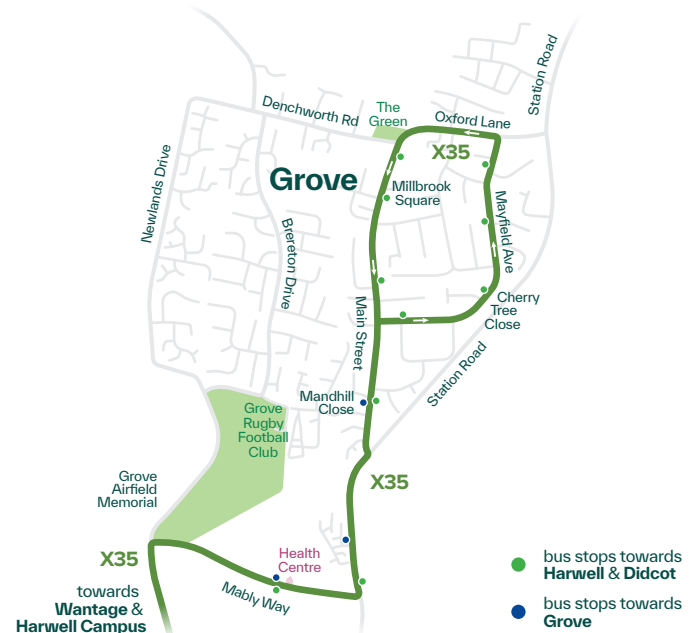 Station Road
Denchworth Rd
The
Green
Oxford Lane
X35
Grove
Millbrook
Square
Newlands Drive
Mayfield Ave
Brereton Drive
Main Street
Cherry
Tree
Close
Station Road
Mandhill
Close
Grove
Rugby
Football
Club
Grove
Airfield
Memorial
X35
X35
Health
Centre
Mably Way
towards
Wantage &
Harwell Campus
bus stops towards
Harwell & Didcot
bus stops towards
Grove